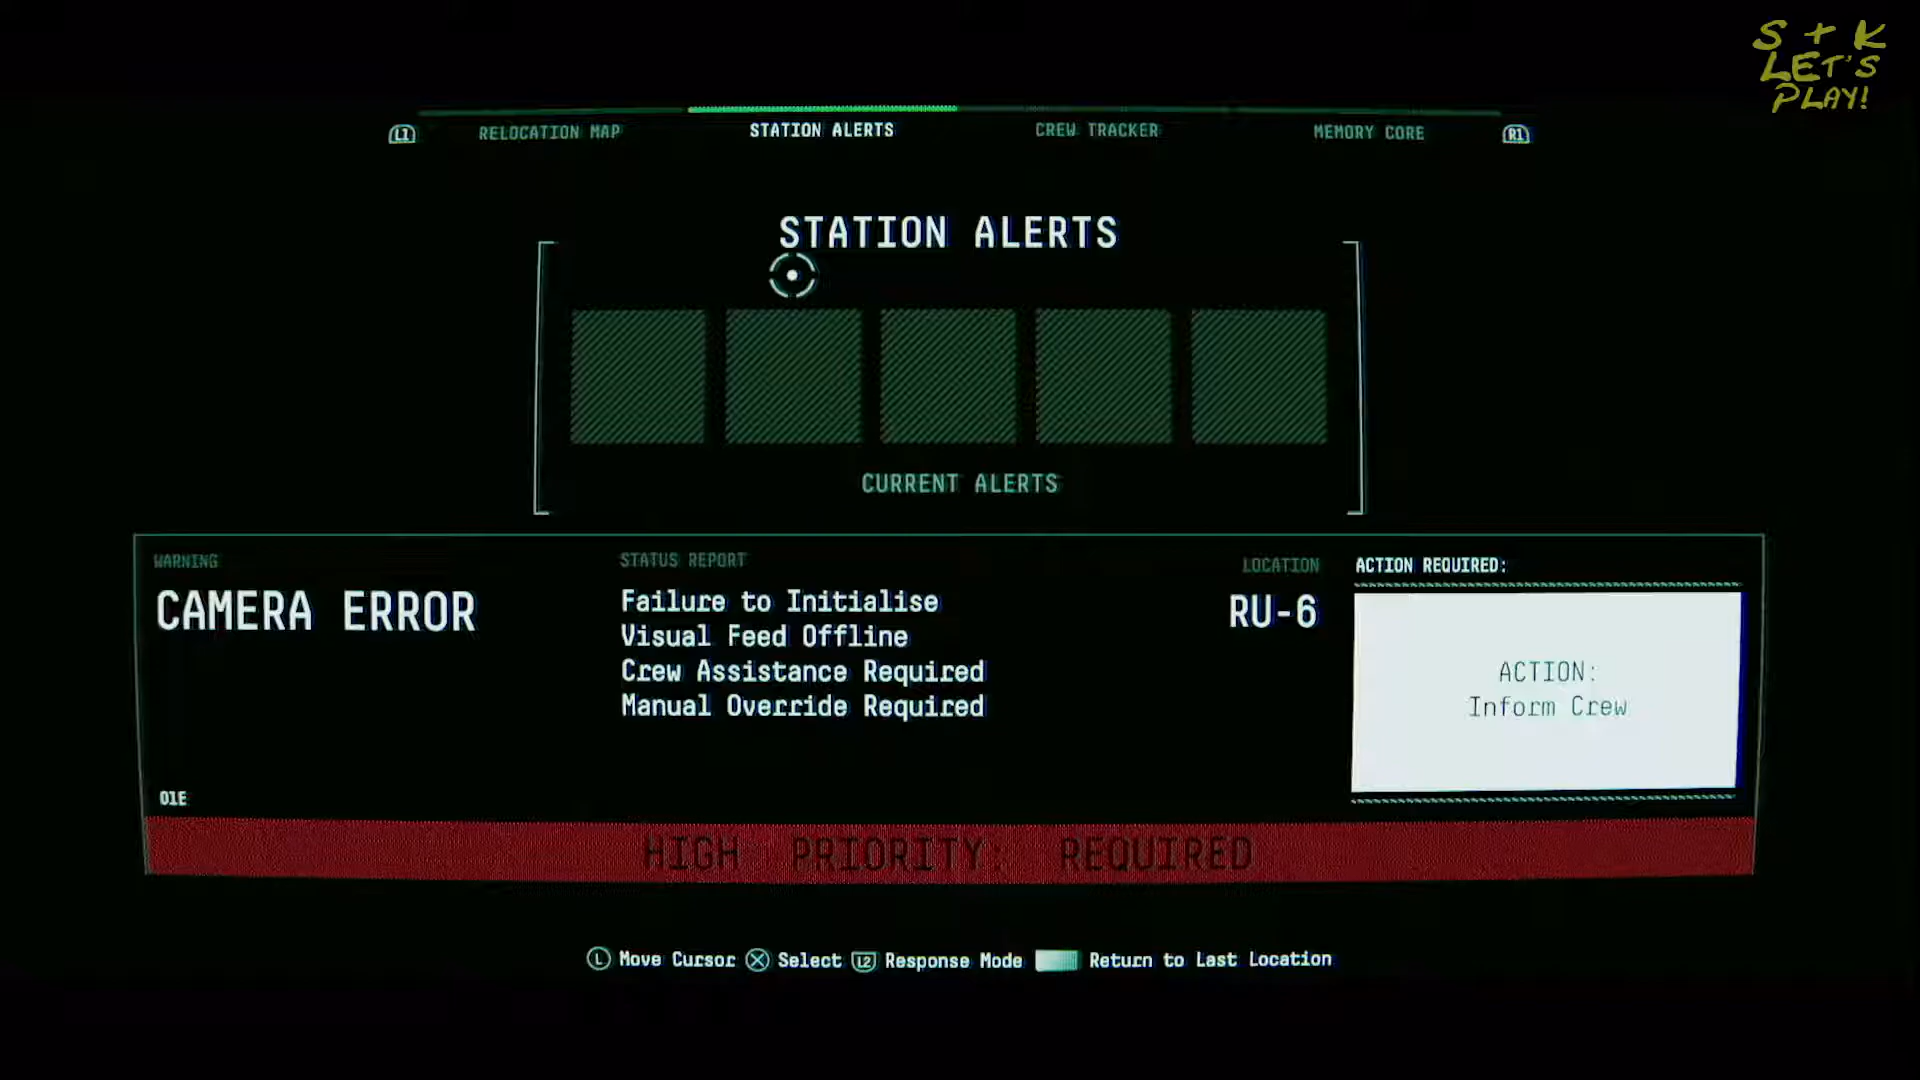 S + K
LET'S
PLAY!
L1
RELOCATION MAP
STATION ALERTS
CREW TRACKER
MEMORY CORE
R1
STATION ALERTS
CURRENT ALERTS
WARNING
CAMERA ERROR
01E
STATUS REPORT
Failure to Initialise
Visual Feed Offline
Crew Assistance Required
Manual Override Required
LOCATION
RU-6
ACTION REQUIRED:
ACTION:
Inform Crew
HIGH PRIORITY: REQUIRED
L Move Cursor X Select L2 Response Mode Return to Last Location